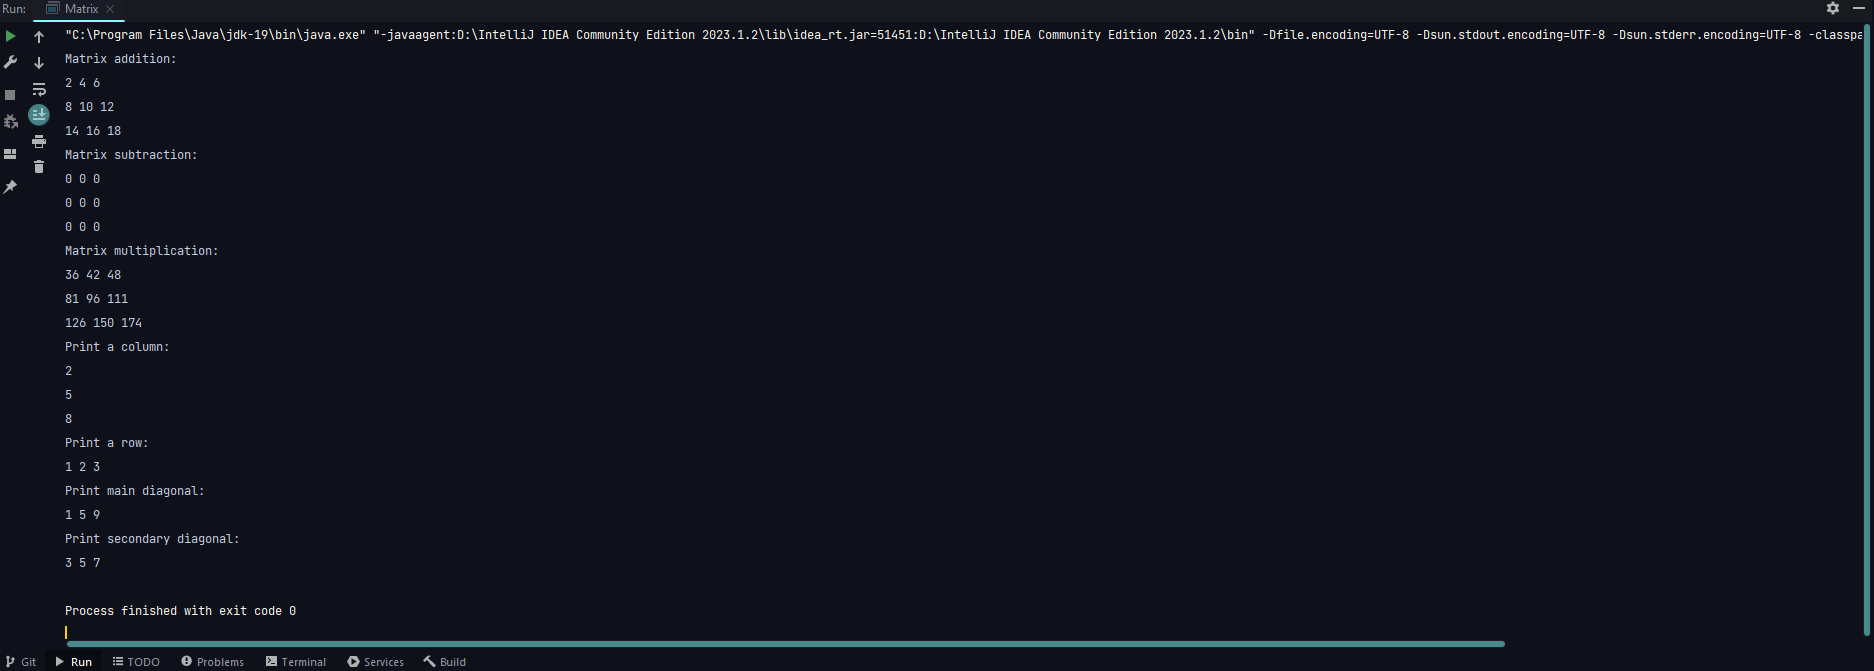 Run: Matrix
"C:\Program Files\Java\jdk-19\bin\java.exe" "-javaagent:D:\IntelliJ IDEA Community Edition 2023.1.2\lib\idea_rt.jar=51451:D:\IntelliJ IDEA Community Edition 2023.1.2\bin" -Dfile.encoding=UTF-8 -Dsun.stdout.encoding=UTF-8 -Dsun.stderr.encoding=UTF-8 -classpa
Matrix addition:
2 4 6
8 10 12
14 16 18
Matrix subtraction:
0 0 0
0 0 0
0 0 0
Matrix multiplication:
36 42 48
81 96 111
126 150 174
Print a column:
2
5
8
Print a row:
1 2 3
Print main diagonal:
1 5 9
Print secondary diagonal:
3 5 7
Process finished with exit code 0
Git Run TODO Problems Terminal Services Build